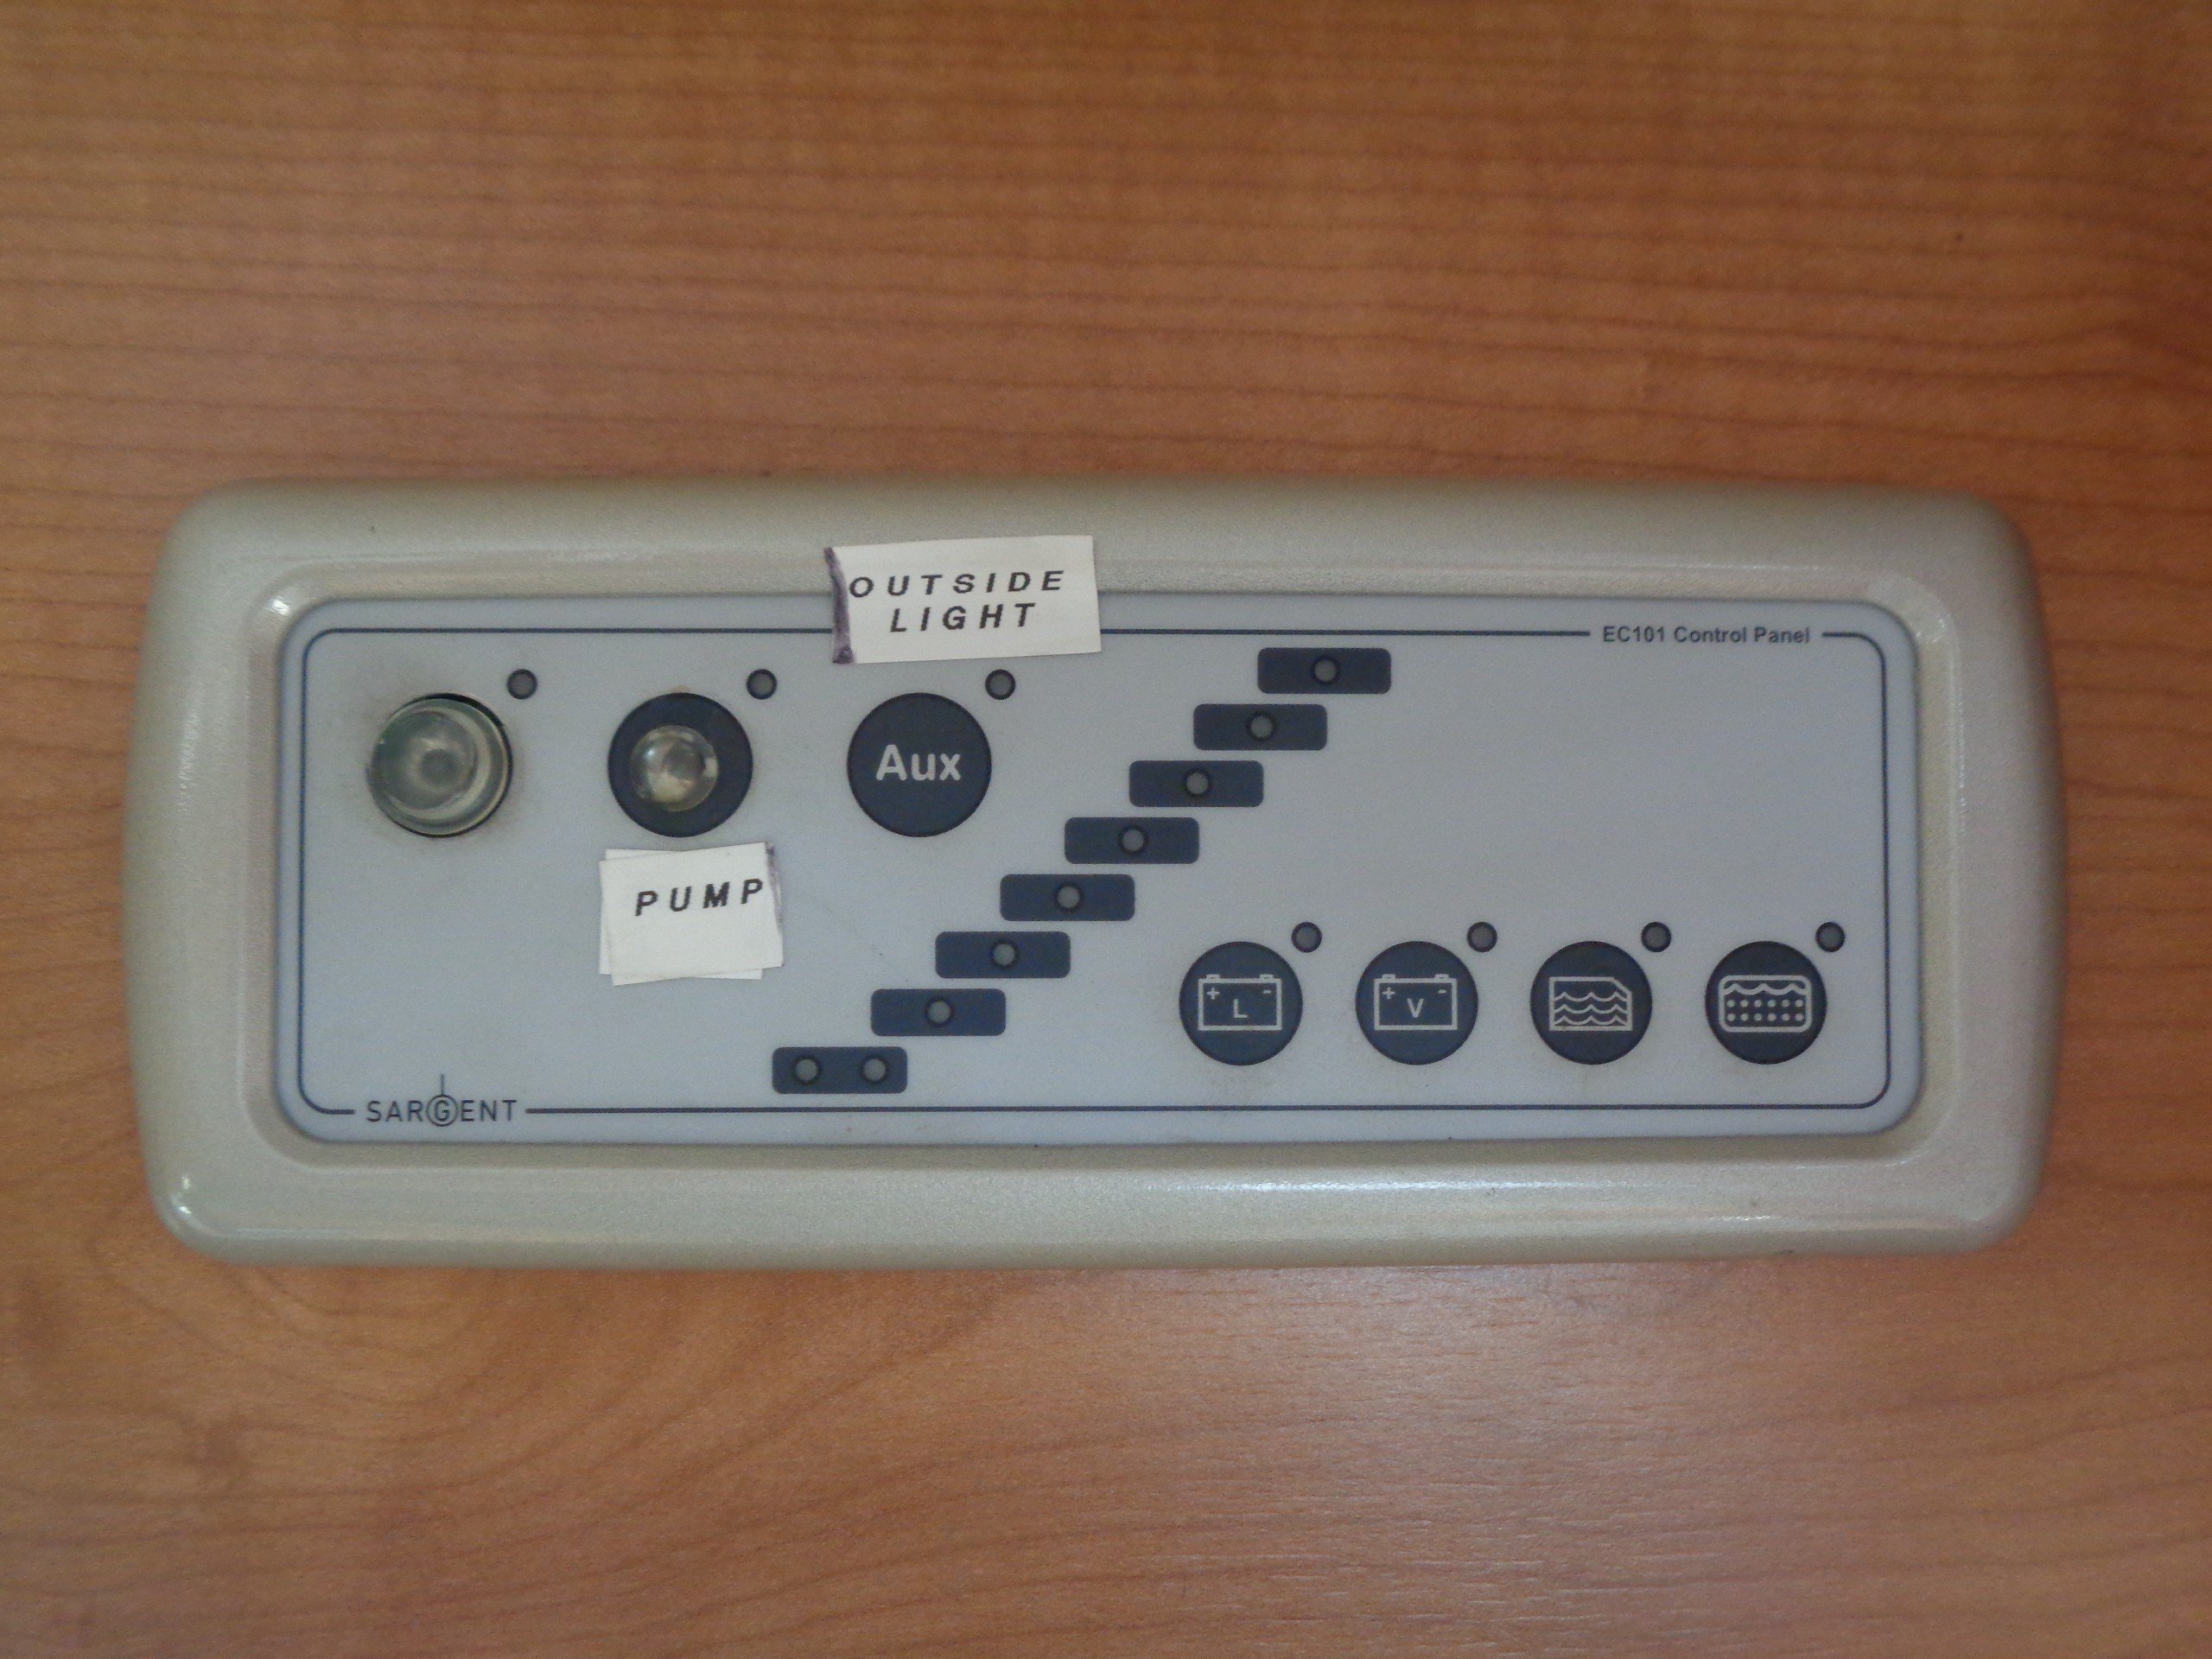 OUTSIDE
LIGHT
EC101 Control Panel
Aux
PUMP
+ L -
+ V -
SARGENT